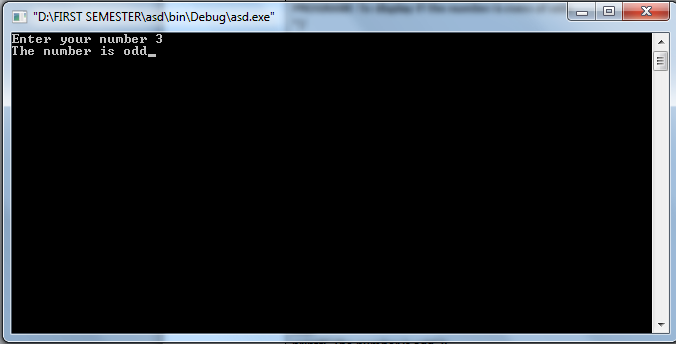 "D:\FIRST SEMESTER\asd\bin\Debug\asd.exe"
Enter your number 3
The number is odd